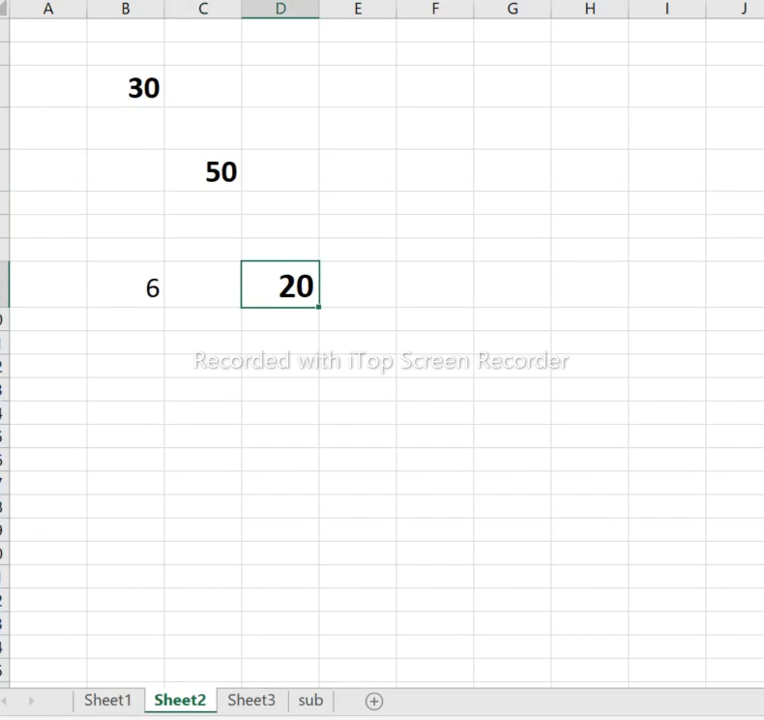 A B C D E F G H I J
30
50
6 20
Recorded with iTop Screen Recorder
Sheet1 Sheet2 Sheet3 sub